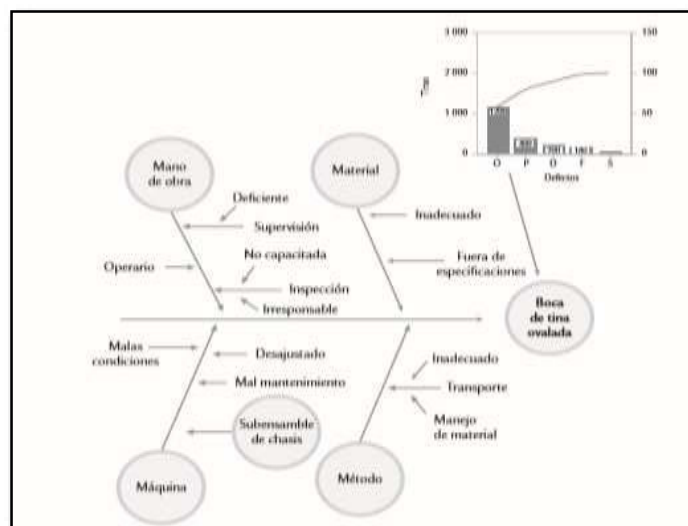 3 000
2 000
1 000
0
150
100
50
0
O P D F S
Defectos
Mano
de obra
Material
Deficiente
Supervisión
Inadecuado
No capacitada
Operario
Fuera de
especificaciones
Inspección
Irresponsable
Boca
de tina
ovalada
Malas
condiciones
Desajustado
Inadecuado
Mal mantenimiento
Transporte
Subensamble
de chasis
Manejo
de material
Máquina
Método